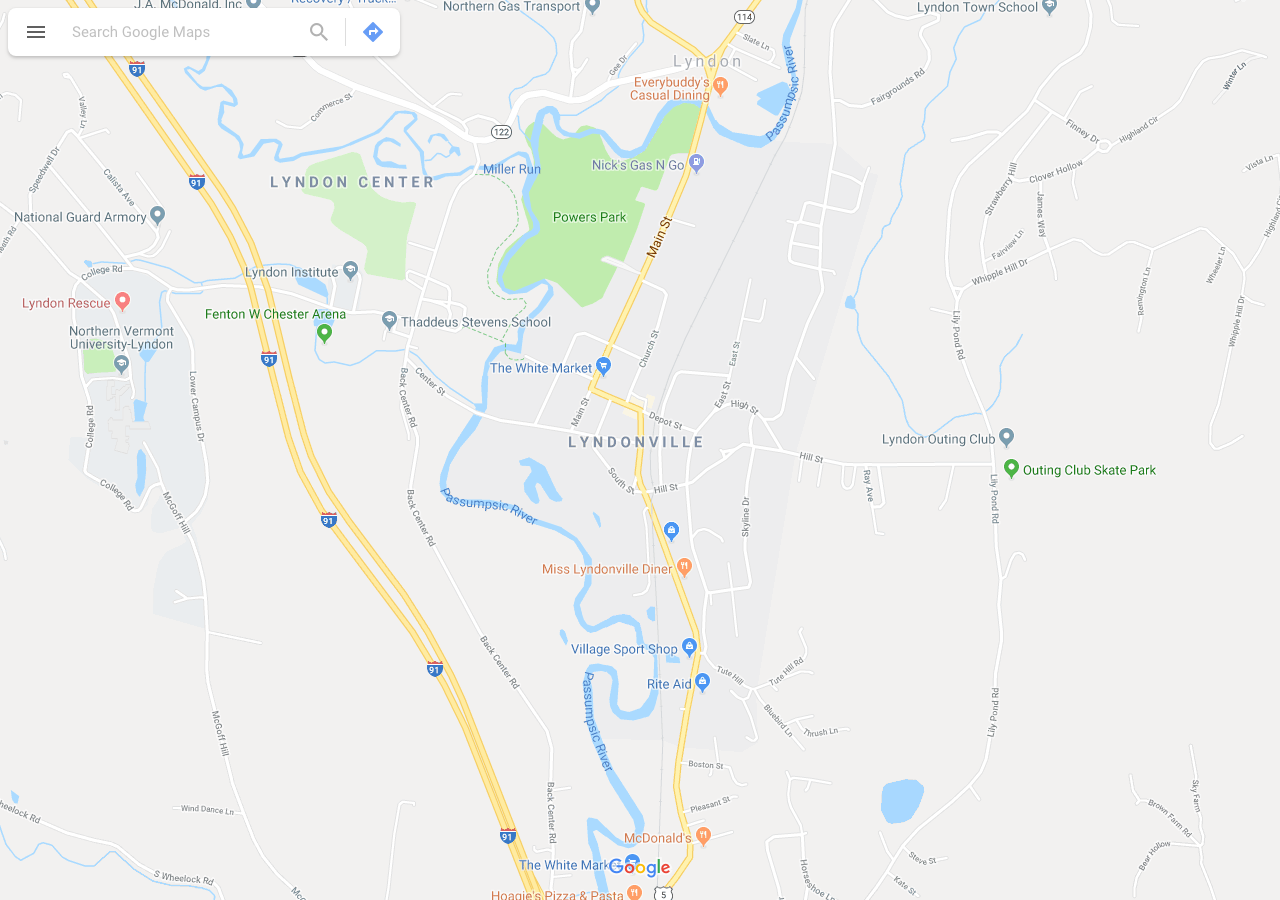 J.A. McDonald, Inc
Northern Gas Transport
114
Lyndon Town School
Search Google Maps
Slate Ln
Lyndon
Gee Dr
91
Everybuddy's
Casual Dining
Passumpsic River
Fairgrounds Rd
Winter Ln
Valley Ln
Commerce St
122
Finney Dr
Highland Cir
Speedwell Dr
Miller Run
Nick's Gas N Go
Vista Ln
Clover Hollow
91
LYNDON CENTER
Calista Ave
Strawberry Hill
James Way
National Guard Armory
Powers Park
Main St
Fairview Ln
College Rd
Lyndon Institute
Whipple Hill Dr
Wheeler Ln
Remington Ln
Lyndon Rescue
Fenton W Chester Arena
Thaddeus Stevens School
Whipple Hill Dr
Northern Vermont
University-Lyndon
Church St
East St
Lily Pond Rd
91
The White Market
Center St
Back Center Rd
Lower Campus Dr
East St
High St
Main St
Depot St
College Rd
LYNDONVILLE
Lyndon Outing Club
Hill St
Outing Club Skate Park
South St
Hill St
Ray Ave
Lily Pond Rd
College Rd
McGoff Hill
Passumpsic River
Back Center Rd
91
Skyline Dr
Miss Lyndonville Diner
Village Sport Shop
Back Center Rd
91
Tute Hill
Tute Hill Rd
Rite Aid
Passumpsic River
Bluebird Ln
Thrush Ln
Lily Pond Rd
McGoff Hill
Boston St
Sky Farm
Wind Dance Ln
Back Center Rd
Pleasant St
Brown Farm Rd
91
McDonald's
Bear Hollow
Steve St
The White Mark
Google
S Wheelock Rd
Kate St
Horseshoe Ln
Hoagie's Pizza & Pasta
5